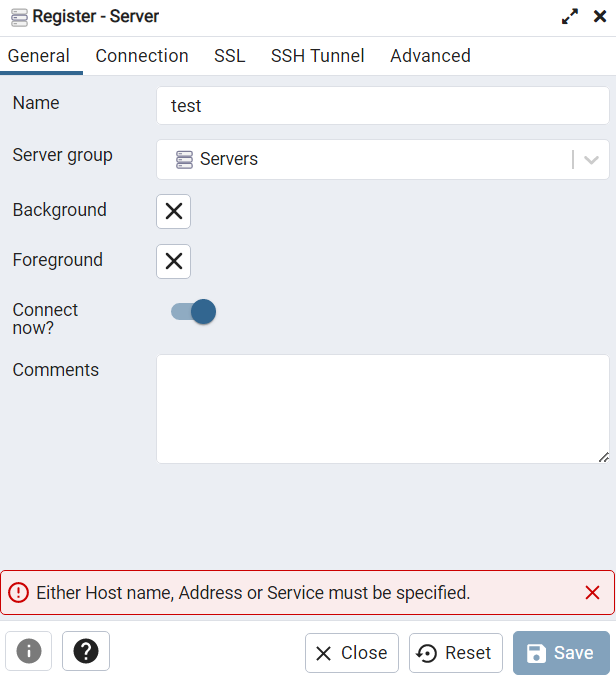 Register - Server
General Connection SSL SSH Tunnel Advanced
Name test
Server group Servers
Background
Foreground
Connect
now?
Comments
Either Host name, Address or Service must be specified.
Close Reset Save